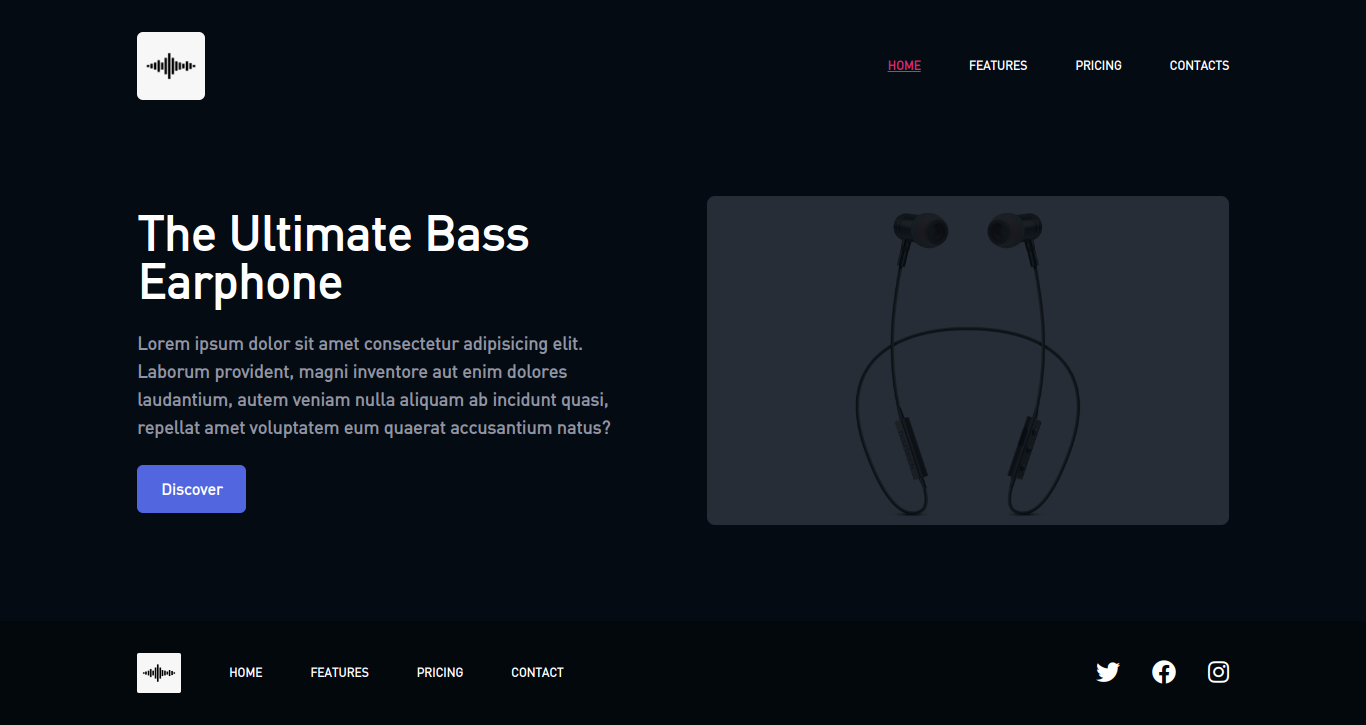 HOME FEATURES PRICING CONTACTS
The Ultimate Bass
Earphone
Lorem ipsum dolor sit amet consectetur adipisicing elit.
Laborum provident, magni inventore aut enim dolores
laudantium, autem veniam nulla aliquam ab incidunt quasi,
repellat amet voluptatem eum quaerat accusantium natus?
Discover
HOME FEATURES PRICING CONTACT